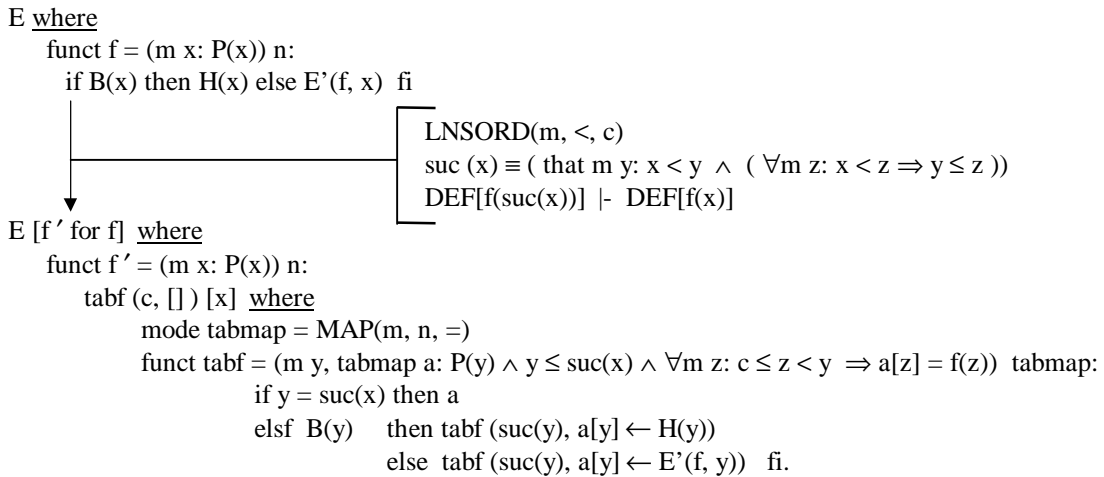 E where
funct f = (m x: P(x)) n:
if B(x) then H(x) else E’(f, x) fi
LNSORD(m, <, c)
suc (x) ≡ ( that m y: x < y ∧ ( ∀m z: x < z ⇒ y ≤ z ))
DEF[f(suc(x))] |- DEF[f(x)]
E [f ′ for f] where
funct f ′ = (m x: P(x)) n:
tabf (c, [] ) [x] where
mode tabmap = MAP(m, n, =)
funct tabf = (m y, tabmap a: P(y) ∧ y ≤ suc(x) ∧ ∀m z: c ≤ z < y ⇒ a[z] = f(z)) tabmap:
if y = suc(x) then a
elsf B(y) then tabf (suc(y), a[y] ← H(y))
else tabf (suc(y), a[y] ← E’(f, y)) fi.